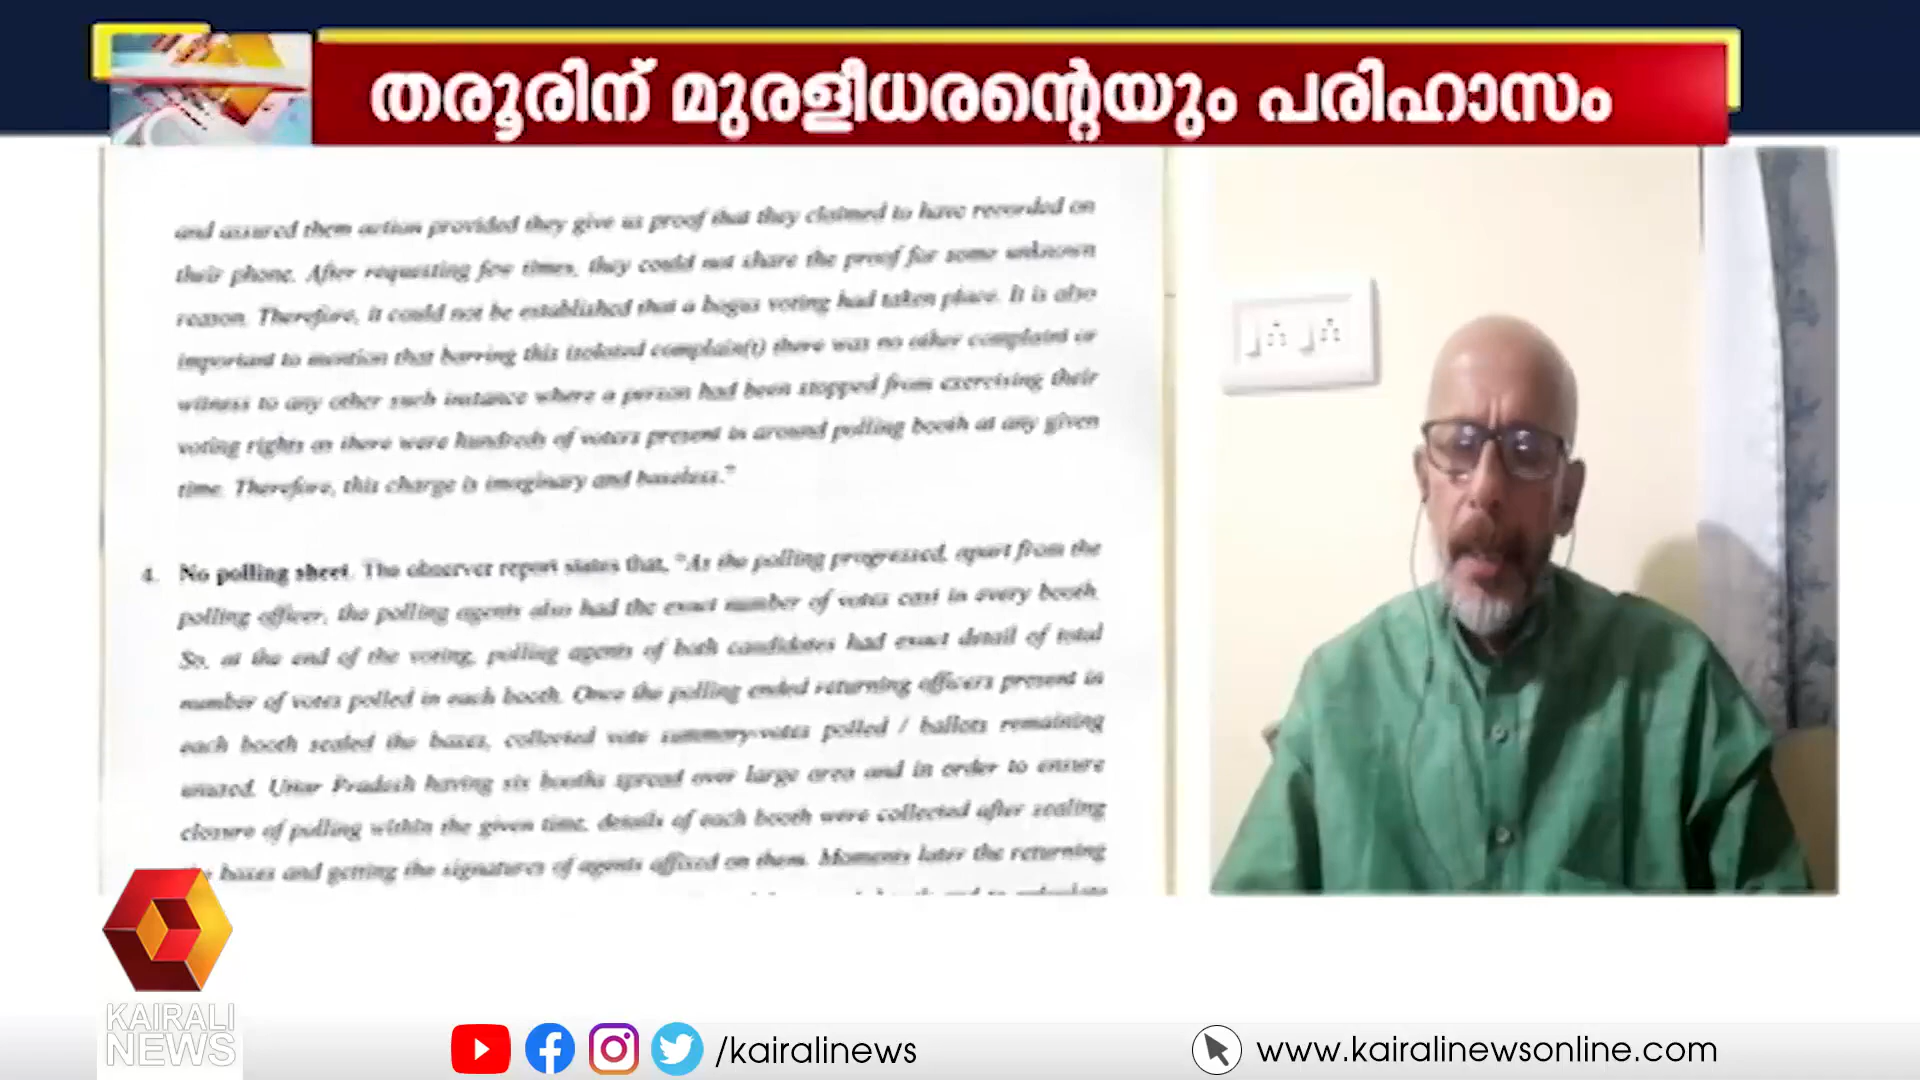 തരൂരിന് മുരളീധരന്റെയും പരിഹാസം
and assured them action provided they give us proof that they claimed to have recorded on
their phone. After requesting few times, they could not share the proof for some unknown
reason. Therefore, it could not be established that a bogus voting had taken place. It is also
important to mention that barring this isolated complain(t) there was no other complaint or
witness to any other such instance where a person had been stopped from exercising their
voting rights as there were hundreds of voters present in around polling booth at any given
time. Therefore, this charge is imaginary and baseless."
4. No polling sheet. The observer report states that, "As the polling progressed, apart from the
polling officer, the polling agents also had the exact number of votes cast in every booth.
So, at the end of the voting, polling agents of both candidates had exact detail of total
number of votes polled in each booth. Once the polling ended returning officers present in
each booth sealed the boxes, collected vote summary-votes polled / ballots remaining
unused. Uttar Pradesh having six booths spread over large area and in order to ensure
closure of polling within the given time, details of each booth were collected after sealing
boxes and getting the signatures of agents affixed on them. Moments later the returning
KAIRALI
NEWS
/kairalinews
www.kairalinewsonline.com